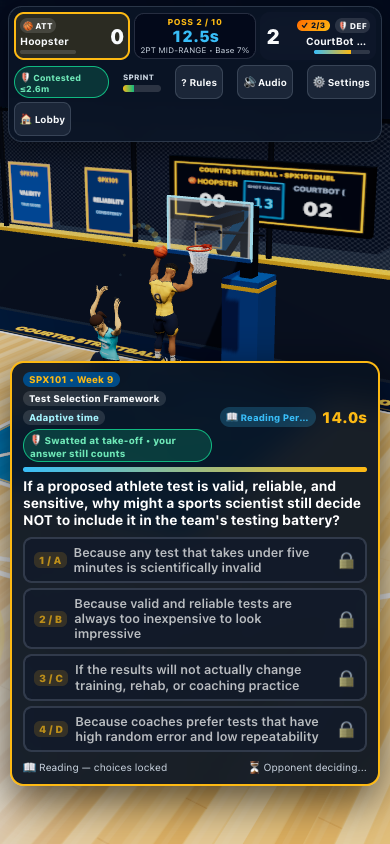 ATT
Hoopster
0
POSS 2 / 10
12.5s
2PT MID-RANGE • Base 7%
2
✓ 2/3
DEF
CourtBot ...
Contested
≤2.6m
SPRINT
? Rules
Audio
Settings
Lobby
SPX101
VALIDITY
SPX101
RELIABILITY
CONSISTENCY
COURTIQ BASKETBALL • SPX101 DUEL
HOOPSTER
00
SHOT CLOCK
13
COURTBOT (
02
9
COURTIQ
SPX101 • Week 9
Test Selection Framework
Adaptive time
Reading Per...
14.0s
Swatted at take-off • your
answer still counts
If a proposed athlete test is valid, reliable, and
sensitive, why might a sports scientist still decide
NOT to include it in the team's testing battery?
1 / A
Because any test that takes under five
minutes is scientifically invalid
2 / B
Because valid and reliable tests are
always too inexpensive to look
impressive
3 / C
If the results will not actually change
training, rehab, or coaching practice
4 / D
Because coaches prefer tests that have
high random error and low repeatability
Reading — choices locked
Opponent deciding...